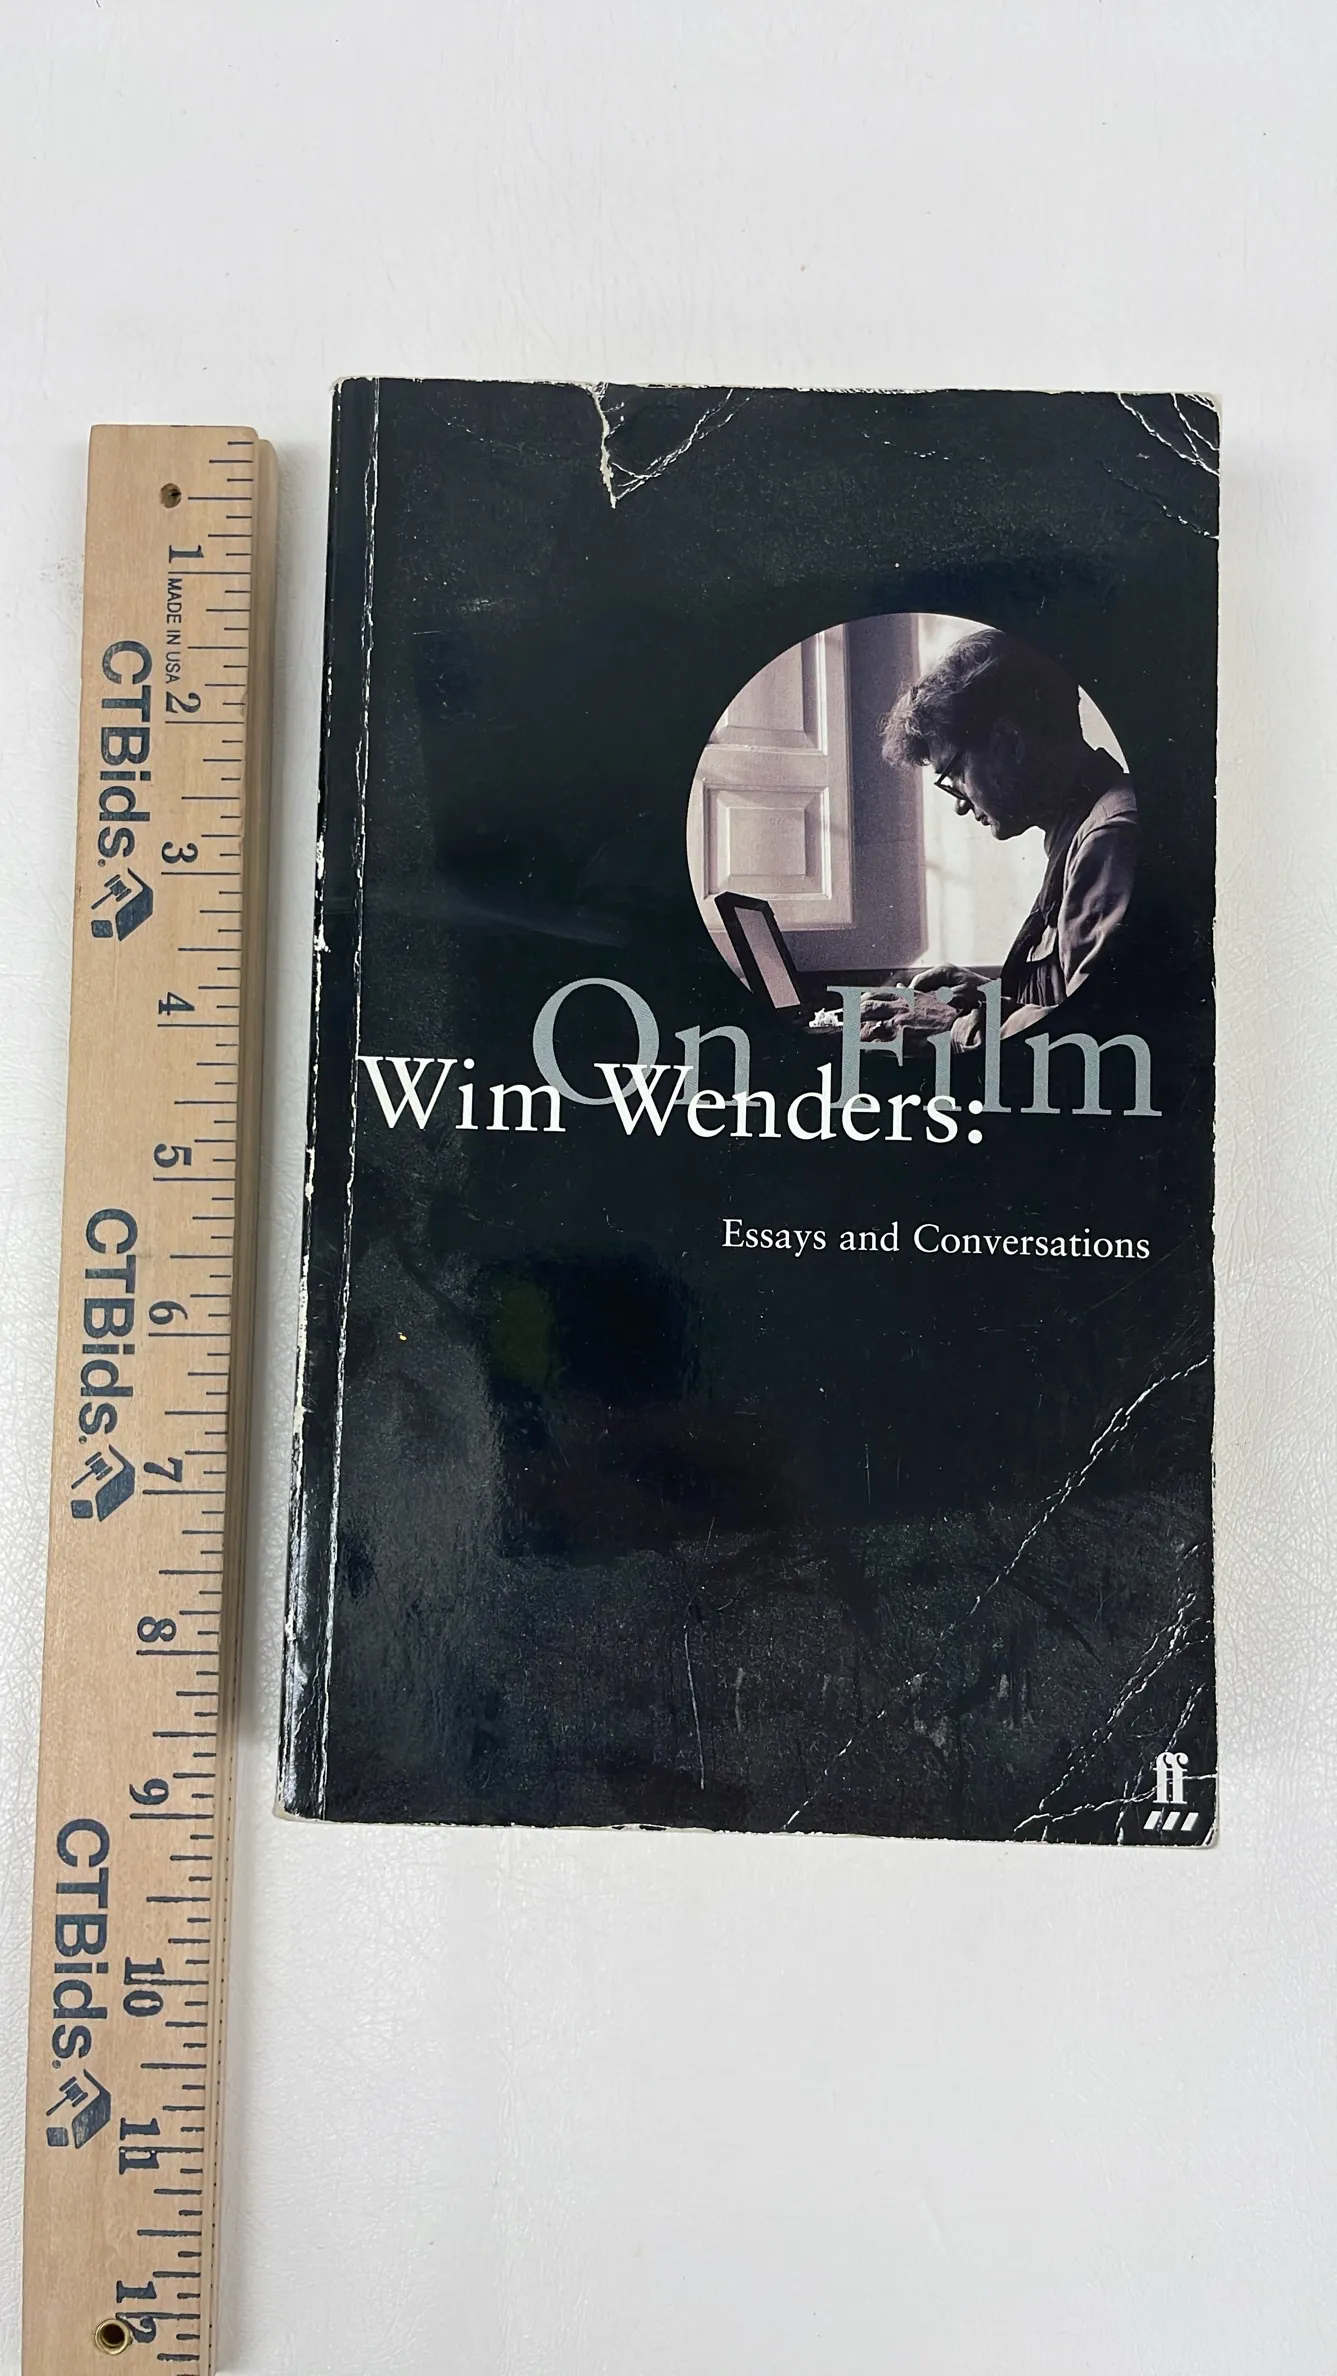 1
MADE IN USA
2
3
4
5
6
7
8
9
10
11
12
CTBids.
CTBids.
CTBids.
On Film
Wim Wenders:
Essays and Conversations
ff